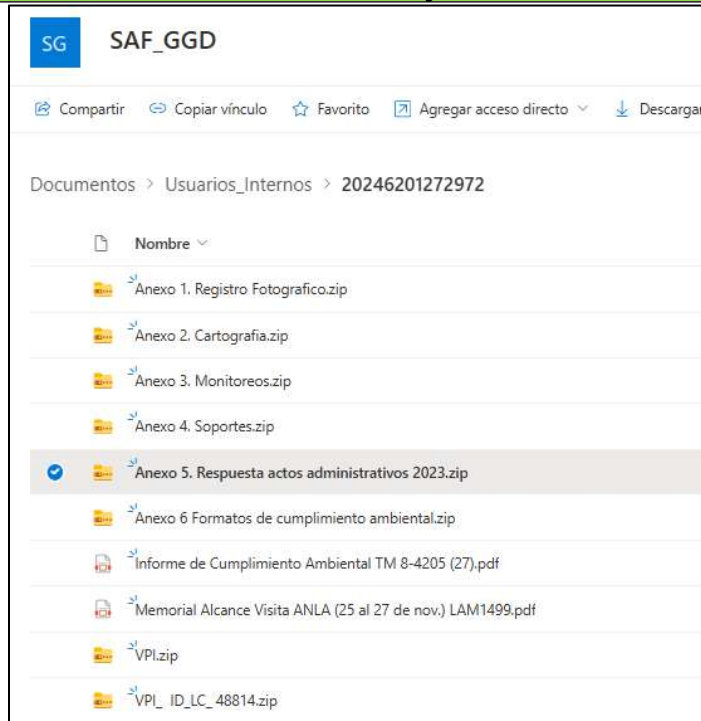 SG SAF_GGD
Compartir Copiar vínculo Favorito Agregar acceso directo Descargar
Documentos > Usuarios_Internos > 20246201272972
Nombre
Anexo 1. Registro Fotografico.zip
Anexo 2. Cartografia.zip
Anexo 3. Monitoreos.zip
Anexo 4. Soportes.zip
Anexo 5. Respuesta actos administrativos 2023.zip
Anexo 6 Formatos de cumplimiento ambiental.zip
Informe de Cumplimiento Ambiental TM 8-4205 (27).pdf
Memorial Alcance Visita ANLA (25 al 27 de nov.) LAM1499.pdf
VPI.zip
VPI_ ID_LC_ 48814.zip